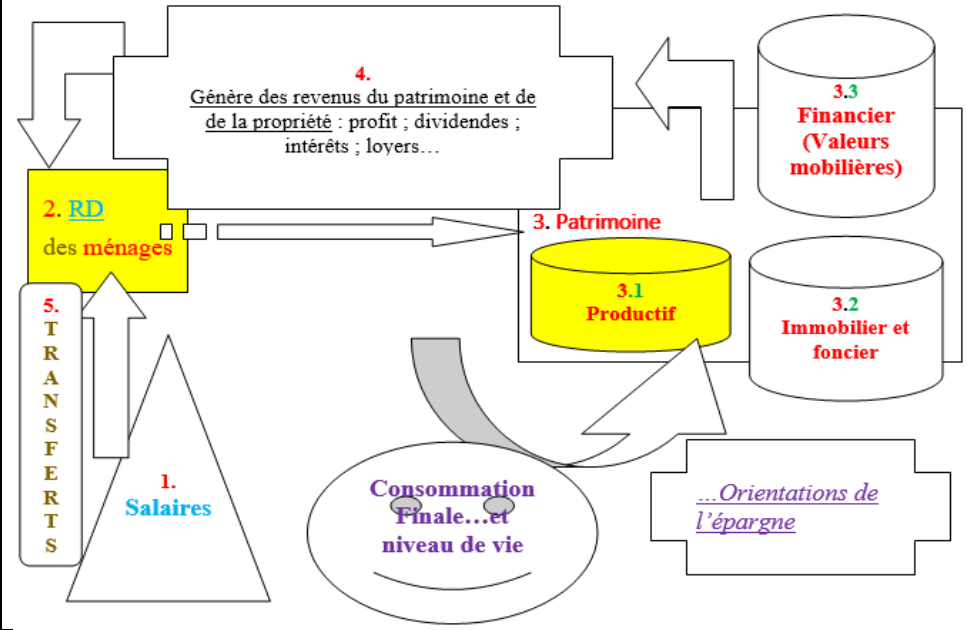 4.
Génère des revenus du patrimoine et de
de la propriété : profit ; dividendes ;
intérêts ; loyers…
3.3
Financier
(Valeurs
mobilières)
2. RD
des ménages
3. Patrimoine
3.1
Productif
3.2
Immobilier et
foncier
5.
T
R
A
N
S
F
E
R
T
S
1.
Salaires
Consommation
Finale…et
niveau de vie
…Orientations de
l’épargne